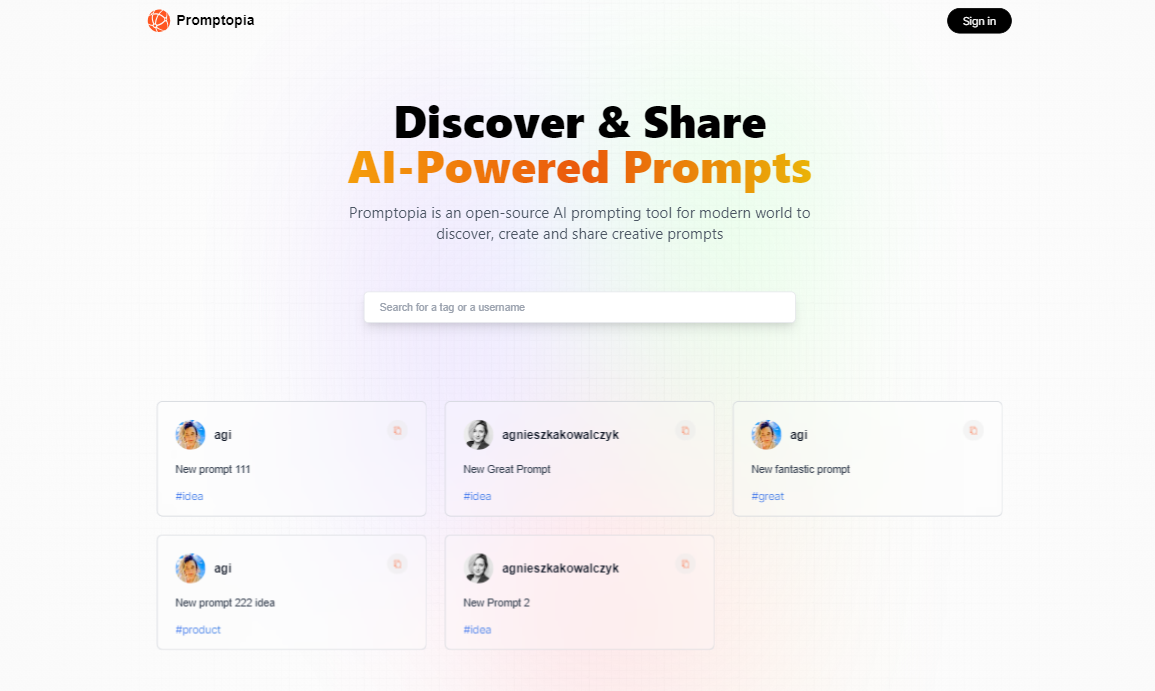 Promptopia
Sign in
Discover & Share
AI-Powered Prompts
Promptopia is an open-source AI prompting tool for modern world to
discover, create and share creative prompts
Search for a tag or a username
agi
New prompt 111
#idea
agnieszkakowalczyk
New Great Prompt
#idea
agi
New fantastic prompt
#great
agi
New prompt 222 idea
#product
agnieszkakowalczyk
New Prompt 2
#idea